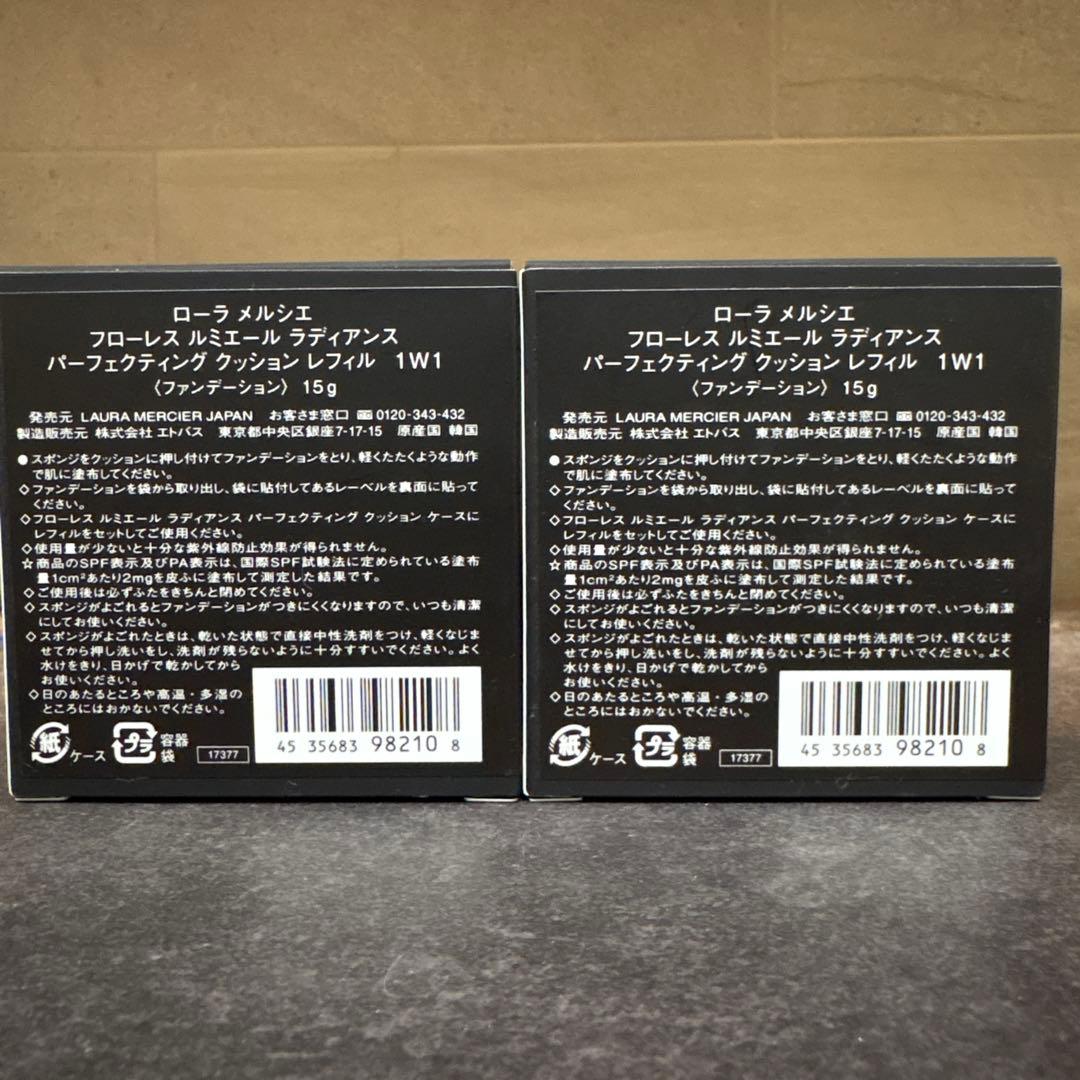 ローラ メルシエ
フローレス ルミエール ラディアンス
パーフェクティング クッション レフィル 1W1
〈ファンデーション〉 15g
発売元 LAURA MERCIER JAPAN お客さま窓口 0120-343-432
製造販売元 株式会社 エトバス 東京都中央区銀座7-17-15 原産国 韓国
●スポンジをクッションに押し付けてファンデーションをとり、軽くたたくような動作
で肌に塗布してください。
◇ファンデーションを袋から取り出し、袋に貼付してあるレーベルを裏面に貼って
ください。
◇フローレス ルミエール ラディアンス パーフェクティング クッション ケースに
レフィルをセットしてご使用ください。
◇使用量が少ないと十分な紫外線防止効果が得られません。
☆商品のSPF表示及びPA表示は、国際SPF試験法に定められている塗布
量1cm²あたり2mgを皮ふに塗布して測定した結果です。
◇ご使用後は必ずふたをきちんと閉めてください。
◇スポンジがよごれるとファンデーションがつきにくくなりますので、いつも清潔
にしてお使いください。
◇スポンジがよごれたときは、乾いた状態で直接中性洗剤をつけ、軽くなじま
せてから押し洗いをし、洗剤が残らないように十分すすいでください。よく
水けをきり、日かげで乾かしてから
お使いください。
◇日のあたるところや高温・多湿の
ところにはおかないでください。
紙 ケース プラ 容器 袋 17377
4535683982108
ローラ メルシエ
フローレス ルミエール ラディアンス
パーフェクティング クッション レフィル 1W1
〈ファンデーション〉 15g
発売元 LAURA MERCIER JAPAN お客さま窓口 0120-343-432
製造販売元 株式会社 エトバス 東京都中央区銀座7-17-15 原産国 韓国
●スポンジをクッションに押し付けてファンデーションをとり、軽くたたくような動作
で肌に塗布してください。
◇ファンデーションを袋から取り出し、袋に貼付してあるレーベルを裏面に貼って
ください。
◇フローレス ルミエール ラディアンス パーフェクティング クッション ケースに
レフィルをセットしてご使用ください。
◇使用量が少ないと十分な紫外線防止効果が得られません。
☆商品のSPF表示及びPA表示は、国際SPF試験法に定められている塗布
量1cm²あたり2mgを皮ふに塗布して測定した結果です。
◇ご使用後は必ずふたをきちんと閉めてください。
◇スポンジがよごれるとファンデーションがつきにくくなりますので、いつも清潔
にしてお使いください。
◇スポンジがよごれたときは、乾いた状態で直接中性洗剤をつけ、軽くなじま
せてから押し洗いをし、洗剤が残らないように十分すすいでください。よく
水けをきり、日かげで乾かしてから
お使いください。
◇日のあたるところや高温・多湿の
ところにはおかないでください。
紙 ケース プラ 容器 袋 17377
4535683982108